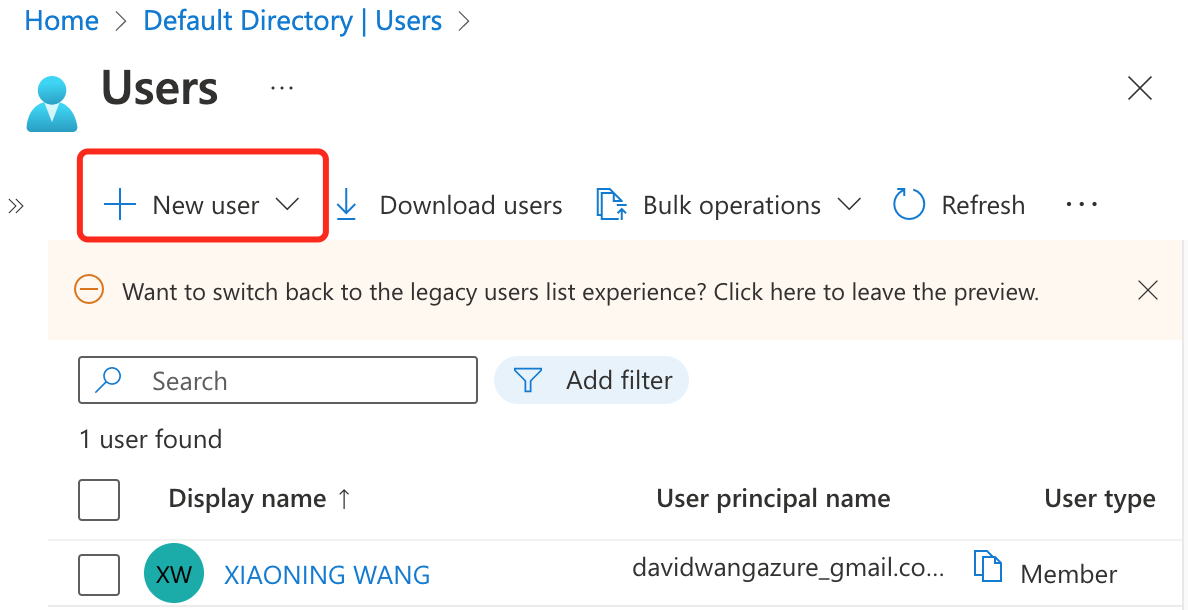 Home > Default Directory | Users >
Users ...
» + New user Download users Bulk operations Refresh ...
Want to switch back to the legacy users list experience? Click here to leave the preview.
Search Add filter
1 user found
Display name ↑ User principal name User type
XW XIAONING WANG davidwangazure_gmail.co... Member